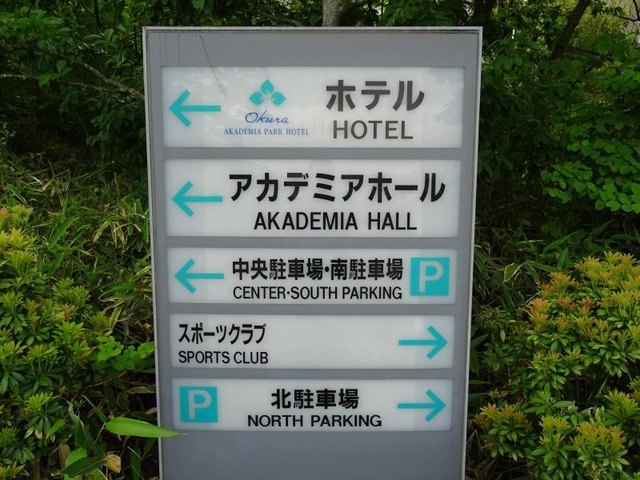 ホテル
Okura
AKADEMIA PARK HOTEL
HOTEL
アカデミアホール
AKADEMIA HALL
中央駐車場・南駐車場
CENTER·SOUTH PARKING
P
スポーツクラブ
SPORTS CLUB
P
北駐車場
NORTH PARKING